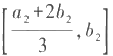 [ (a₂+2b₂)/3 , b₂ ]